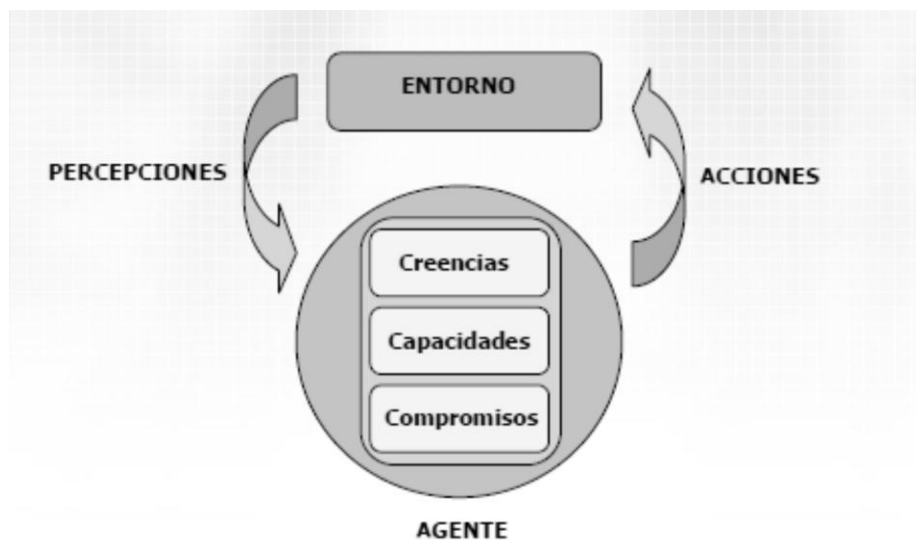 ENTORNO
PERCEPCIONES
ACCIONES
Creencias
Capacidades
Compromisos
AGENTE